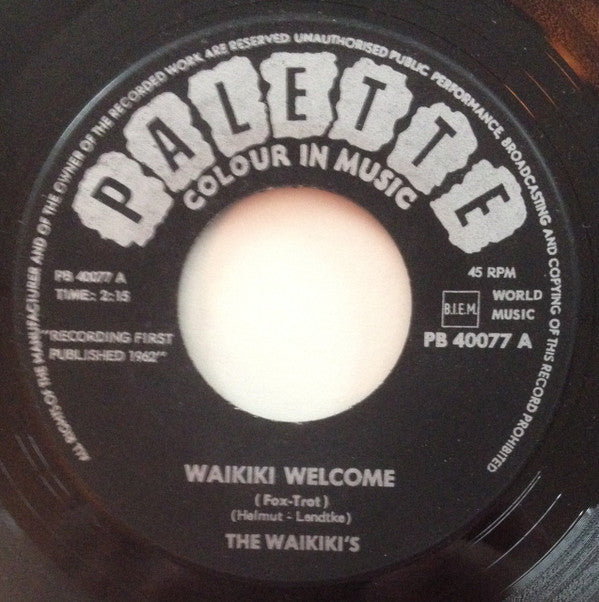 ALL RIGHTS OF THE MANUFACTURER AND OF THE OWNER OF THE RECORDED WORK ARE RESERVED UNAUTHORISED PUBLIC PERFORMANCE, BROADCASTING AND COPYING OF THIS RECORD PROHIBITED
PALETTE
COLOUR IN MUSIC
PB 40077 A
TIME: 2:15
"RECORDING FIRST
PUBLISHED 1962"
45 RPM
B.I.E.M. WORLD
MUSIC
PB 40077 A
WAIKIKI WELCOME
(Fox-Trot)
(Helmut - Lendtke)
THE WAIKIKI'S